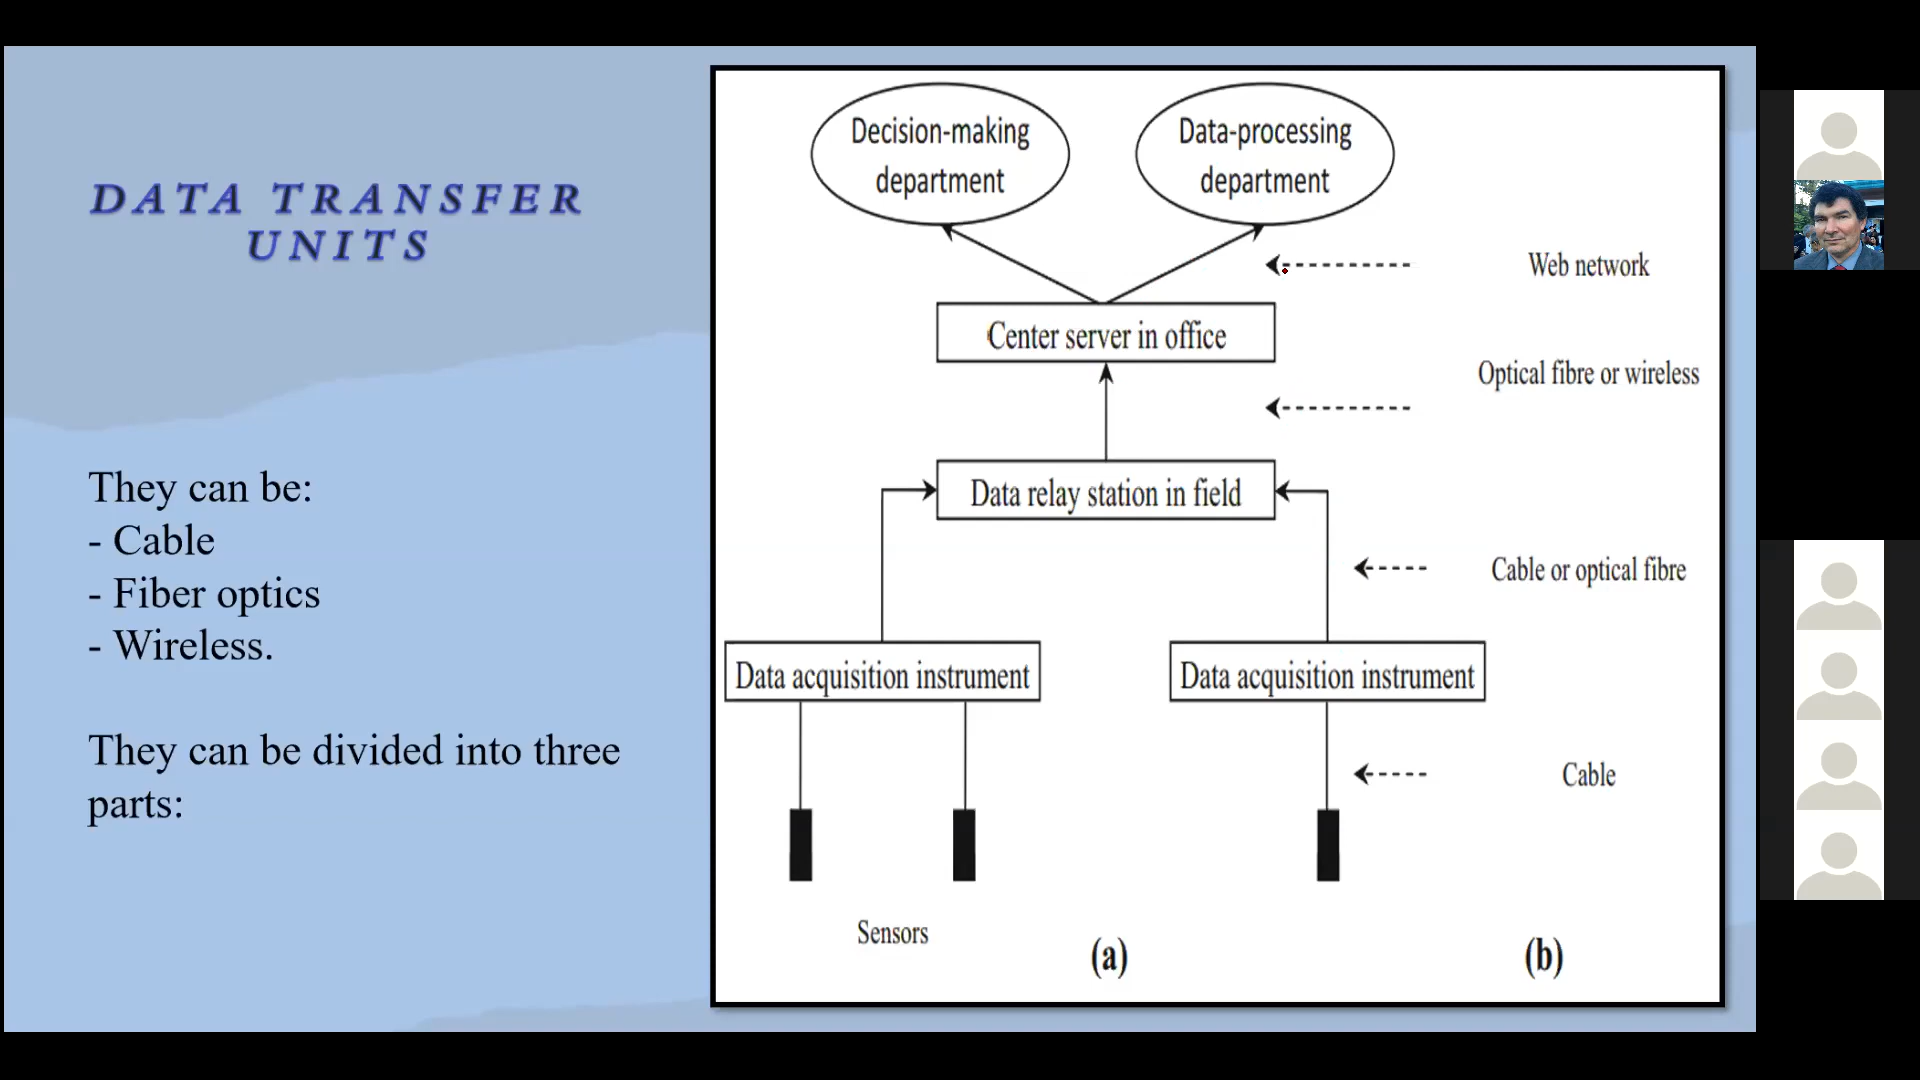 DATA TRANSFER
UNITS
They can be:
- Cable
- Fiber optics
- Wireless.
They can be divided into three
parts:
Decision-making
department
Data-processing
department
Web network
Center server in office
Optical fibre or wireless
Data relay station in field
Cable or optical fibre
Data acquisition instrument
Data acquisition instrument
Cable
Sensors
(a)
(b)